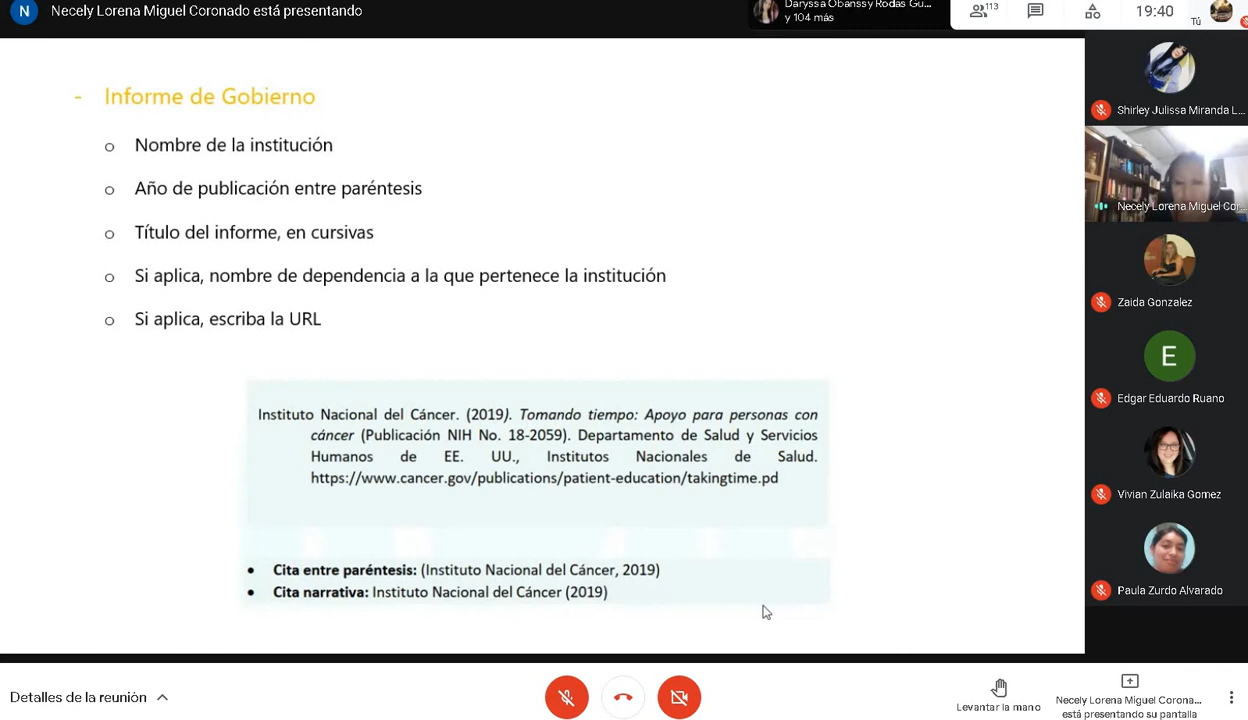 N Necely Lorena Miguel Coronado está presentando
Daryssa Obanssy Rodas Gu...
y 104 más
113
19:40
Tú
- Informe de Gobierno
o Nombre de la institución
o Año de publicación entre paréntesis
o Título del informe, en cursivas
o Si aplica, nombre de dependencia a la que pertenece la institución
o Si aplica, escriba la URL
Instituto Nacional del Cáncer. (2019). Tomando tiempo: Apoyo para personas con
cáncer (Publicación NIH No. 18-2059). Departamento de Salud y Servicios
Humanos de EE. UU., Institutos Nacionales de Salud.
https://www.cancer.gov/publications/patient-education/takingtime.pd
• Cita entre paréntesis: (Instituto Nacional del Cáncer, 2019)
• Cita narrativa: Instituto Nacional del Cáncer (2019)
Shirley Julissa Miranda L...
Necely Lorena Miguel Cor...
Zaida Gonzalez
E
Edgar Eduardo Ruano
Vivian Zulaika Gomez
Paula Zurdo Alvarado
Detalles de la reunión
Levantar la mano
Necely Lorena Miguel Corona...
está presentando su pantalla